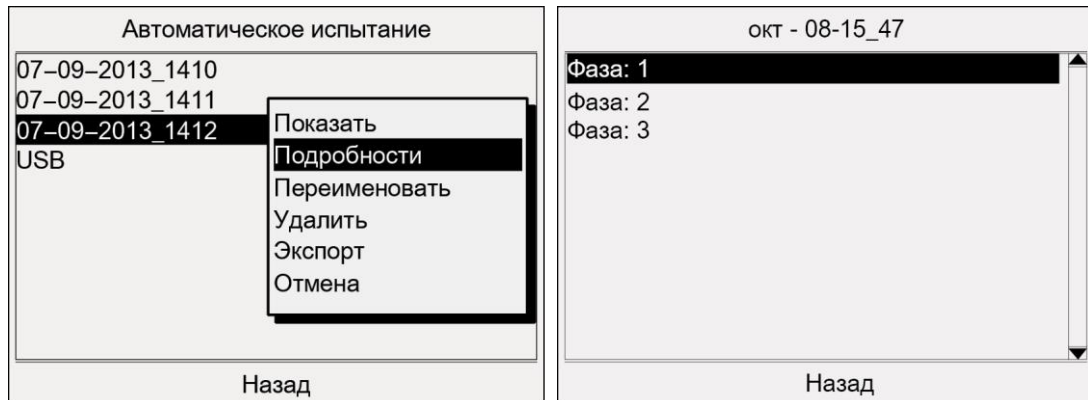 Автоматическое испытание
07–09–2013_1410
07–09–2013_1411
07–09–2013_1412
USB
Показать
Подробности
Переименовать
Удалить
Экспорт
Отмена
Назад
окт - 08-15_47
Фаза: 1
Фаза: 2
Фаза: 3
Назад